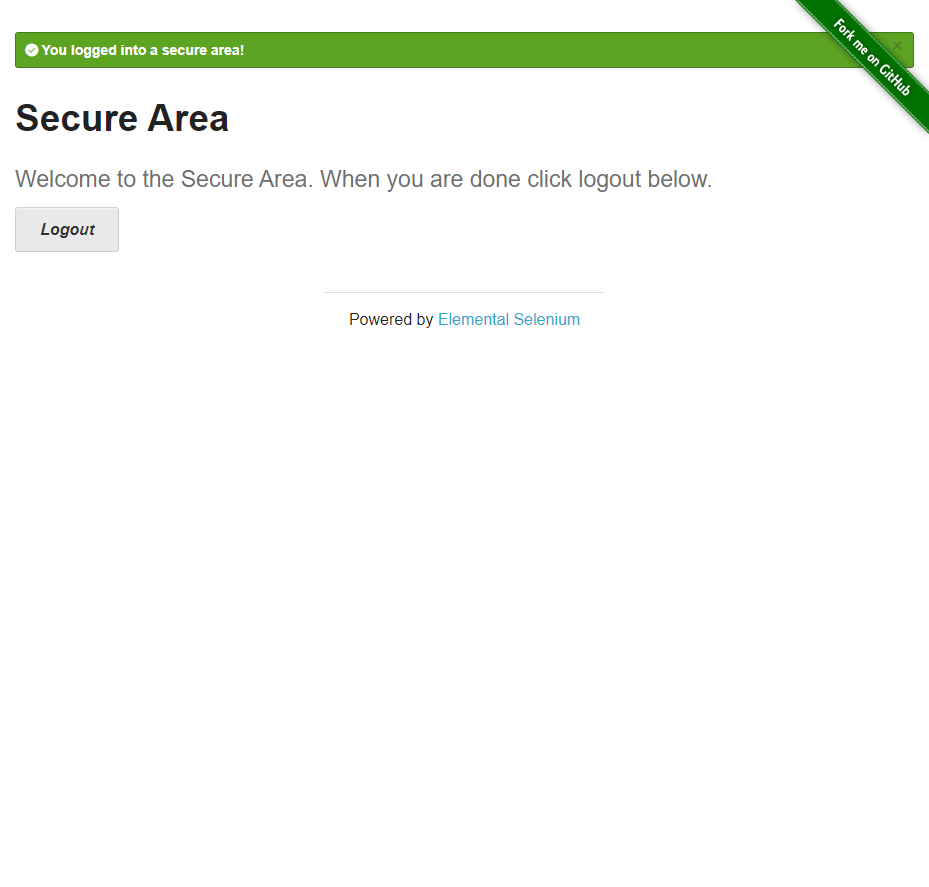 You logged into a secure area!
×
Fork me on GitHub
Secure Area
Welcome to the Secure Area. When you are done click logout below.
Logout
Powered by Elemental Selenium